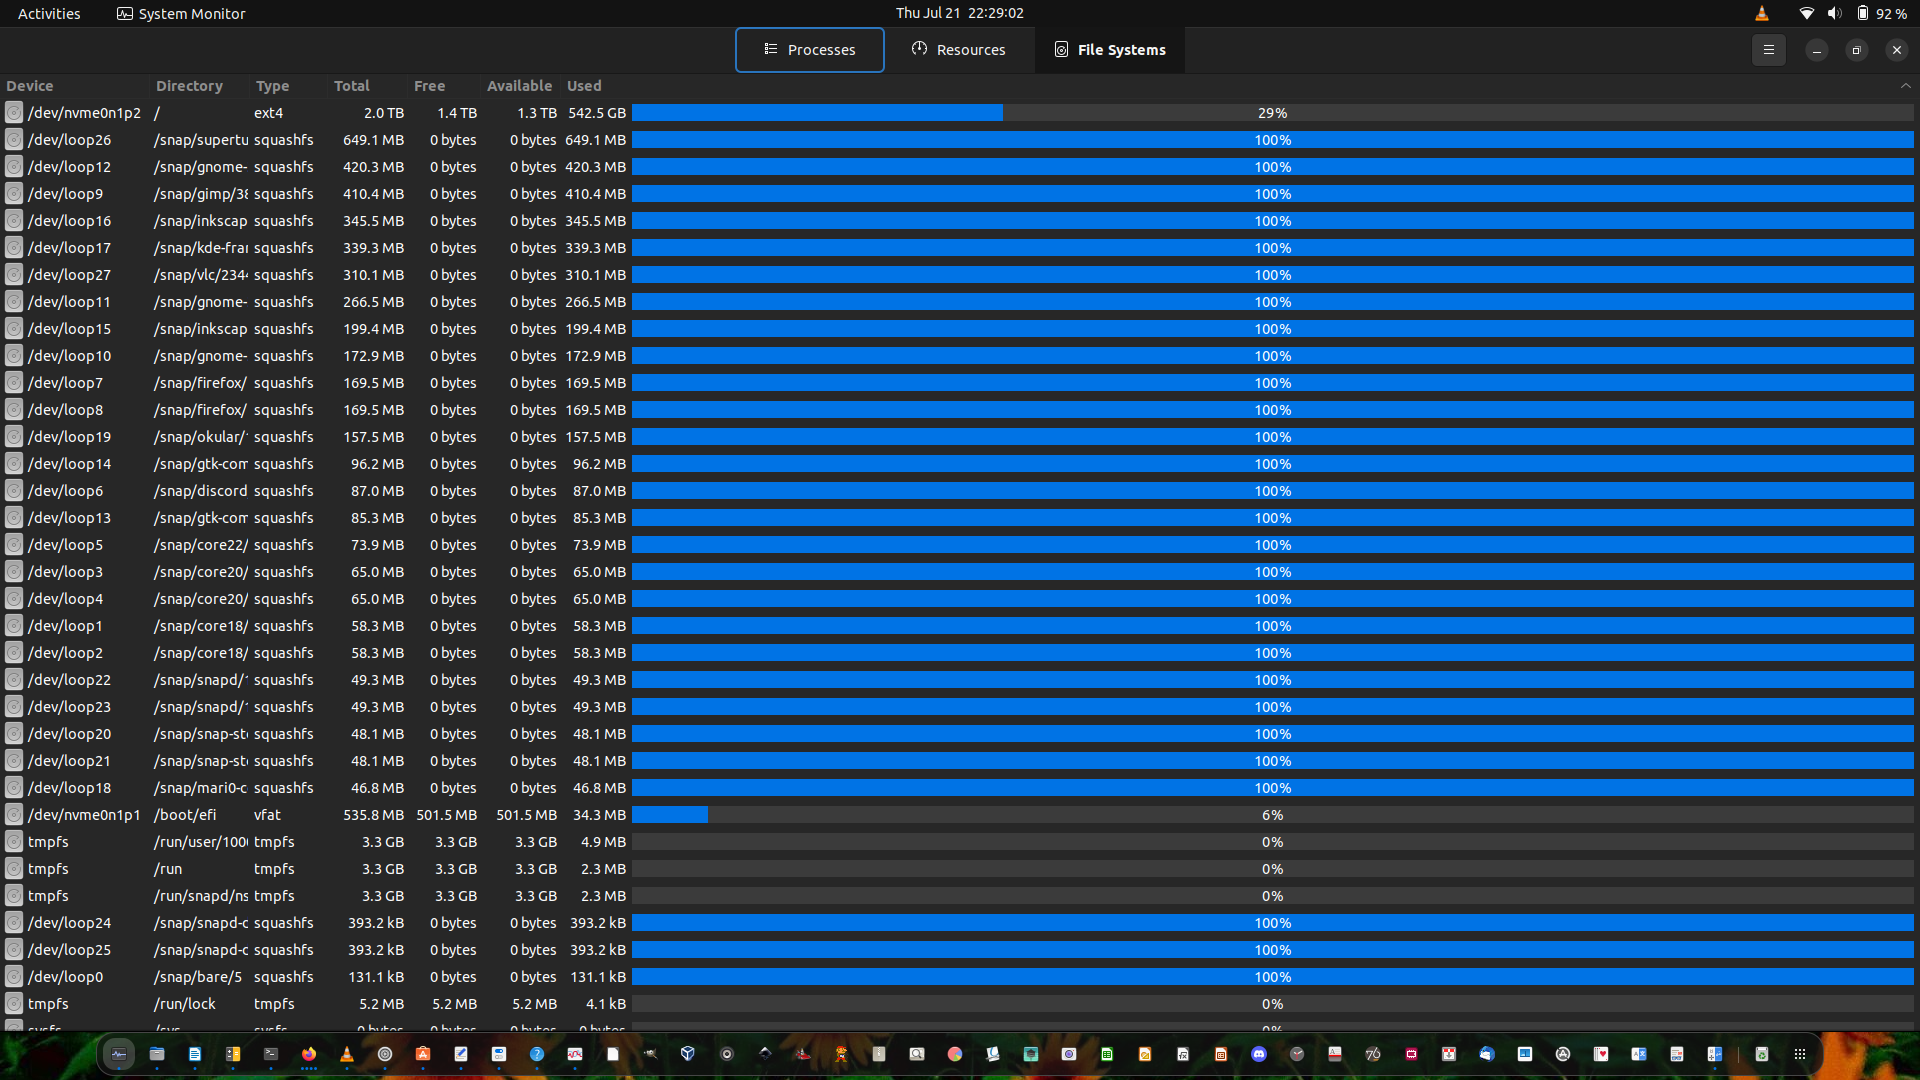 Activities System Monitor Thu Jul 21 22:29:02 92 %
Processes Resources File Systems
Device Directory Type Total Free Available Used
/dev/nvme0n1p2 / ext4 2.0 TB 1.4 TB 1.3 TB 542.5 GB 29%
/dev/loop26 /snap/supertu squashfs 649.1 MB 0 bytes 0 bytes 649.1 MB 100%
/dev/loop12 /snap/gnome- squashfs 420.3 MB 0 bytes 0 bytes 420.3 MB 100%
/dev/loop9 /snap/gimp/38 squashfs 410.4 MB 0 bytes 0 bytes 410.4 MB 100%
/dev/loop16 /snap/inkscap squashfs 345.5 MB 0 bytes 0 bytes 345.5 MB 100%
/dev/loop17 /snap/kde-frar squashfs 339.3 MB 0 bytes 0 bytes 339.3 MB 100%
/dev/loop27 /snap/vlc/2344 squashfs 310.1 MB 0 bytes 0 bytes 310.1 MB 100%
/dev/loop11 /snap/gnome- squashfs 266.5 MB 0 bytes 0 bytes 266.5 MB 100%
/dev/loop15 /snap/inkscap squashfs 199.4 MB 0 bytes 0 bytes 199.4 MB 100%
/dev/loop10 /snap/gnome- squashfs 172.9 MB 0 bytes 0 bytes 172.9 MB 100%
/dev/loop7 /snap/firefox/ squashfs 169.5 MB 0 bytes 0 bytes 169.5 MB 100%
/dev/loop8 /snap/firefox/ squashfs 169.5 MB 0 bytes 0 bytes 169.5 MB 100%
/dev/loop19 /snap/okular/1 squashfs 157.5 MB 0 bytes 0 bytes 157.5 MB 100%
/dev/loop14 /snap/gtk-com squashfs 96.2 MB 0 bytes 0 bytes 96.2 MB 100%
/dev/loop6 /snap/discord squashfs 87.0 MB 0 bytes 0 bytes 87.0 MB 100%
/dev/loop13 /snap/gtk-com squashfs 85.3 MB 0 bytes 0 bytes 85.3 MB 100%
/dev/loop5 /snap/core22/ squashfs 73.9 MB 0 bytes 0 bytes 73.9 MB 100%
/dev/loop3 /snap/core20/ squashfs 65.0 MB 0 bytes 0 bytes 65.0 MB 100%
/dev/loop4 /snap/core20/ squashfs 65.0 MB 0 bytes 0 bytes 65.0 MB 100%
/dev/loop1 /snap/core18/ squashfs 58.3 MB 0 bytes 0 bytes 58.3 MB 100%
/dev/loop2 /snap/core18/ squashfs 58.3 MB 0 bytes 0 bytes 58.3 MB 100%
/dev/loop22 /snap/snapd/1 squashfs 49.3 MB 0 bytes 0 bytes 49.3 MB 100%
/dev/loop23 /snap/snapd/1 squashfs 49.3 MB 0 bytes 0 bytes 49.3 MB 100%
/dev/loop20 /snap/snap-sto squashfs 48.1 MB 0 bytes 0 bytes 48.1 MB 100%
/dev/loop21 /snap/snap-sto squashfs 48.1 MB 0 bytes 0 bytes 48.1 MB 100%
/dev/loop18 /snap/mari0-c squashfs 46.8 MB 0 bytes 0 bytes 46.8 MB 100%
/dev/nvme0n1p1 /boot/efi vfat 535.8 MB 501.5 MB 501.5 MB 34.3 MB 6%
tmpfs /run/user/1000 tmpfs 3.3 GB 3.3 GB 3.3 GB 4.9 MB 0%
tmpfs /run tmpfs 3.3 GB 3.3 GB 3.3 GB 2.3 MB 0%
tmpfs /run/snapd/ns tmpfs 3.3 GB 3.3 GB 3.3 GB 2.3 MB 0%
/dev/loop24 /snap/snapd-c squashfs 393.2 kB 0 bytes 0 bytes 393.2 kB 100%
/dev/loop25 /snap/snapd-c squashfs 393.2 kB 0 bytes 0 bytes 393.2 kB 100%
/dev/loop0 /snap/bare/5 squashfs 131.1 kB 0 bytes 0 bytes 131.1 kB 100%
tmpfs /run/lock tmpfs 5.2 MB 5.2 MB 5.2 MB 4.1 kB 0%
sysfs /sys sysfs 0 bytes 0 bytes 0 bytes 0 bytes 0%